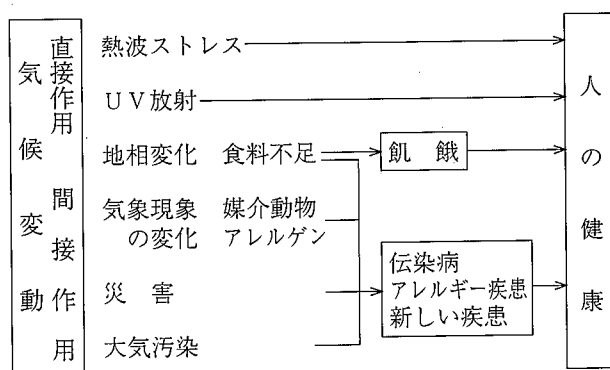 気候変動
直接作用
間接作用
熱波ストレス
UV放射
地相変化 食料不足
飢餓
気象現象 媒介動物
の変化 アレルゲン
災害
大気汚染
伝染病
アレルギー疾患
新しい疾患
人の健康